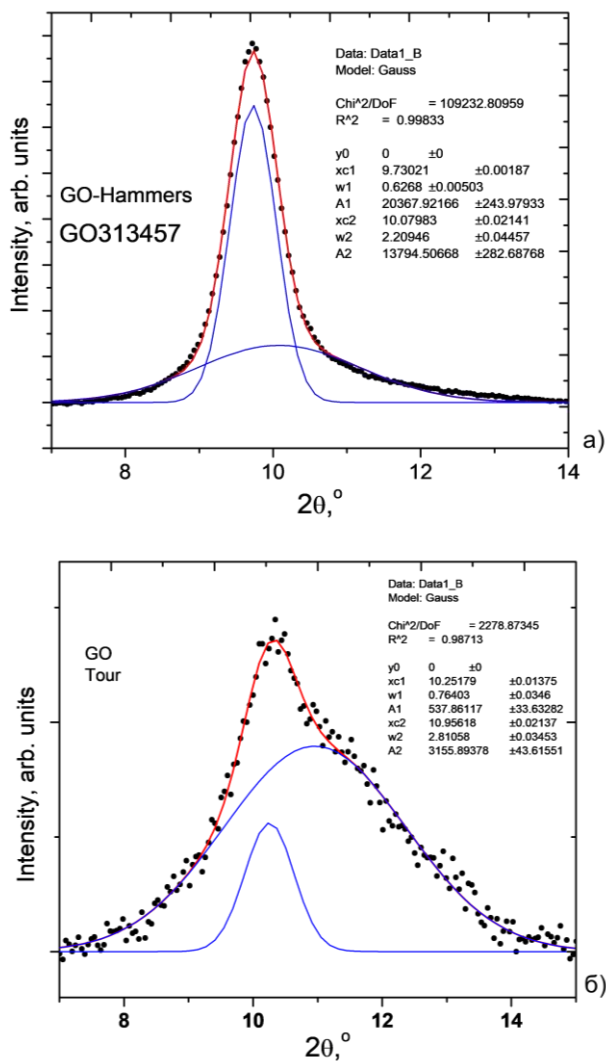 Data: Data1_B
Model: Gauss
Chi^2/DoF = 109232.80959
R^2 = 0.99833
y0 0 ±0
xc1 9.73021 ±0.00187
w1 0.6268 ±0.00503
A1 20367.92166 ±243.97933
xc2 10.07983 ±0.02141
w2 2.20946 ±0.04457
A2 13794.50668 ±282.68768
GO-Hammers
GO313457
Intensity, arb. units
8 10 12 14
2θ,°
а)
Data: Data1_B
Model: Gauss
Chi^2/DoF = 2278.87345
R^2 = 0.98713
y0 0 ±0
xc1 10.25179 ±0.01375
w1 0.76403 ±0.0346
A1 537.86117 ±33.63282
xc2 10.95618 ±0.02137
w2 2.81058 ±0.03453
A2 3155.89378 ±43.61551
GO
Tour
Intensity, arb. units
8 10 12 14
2θ,°
б)